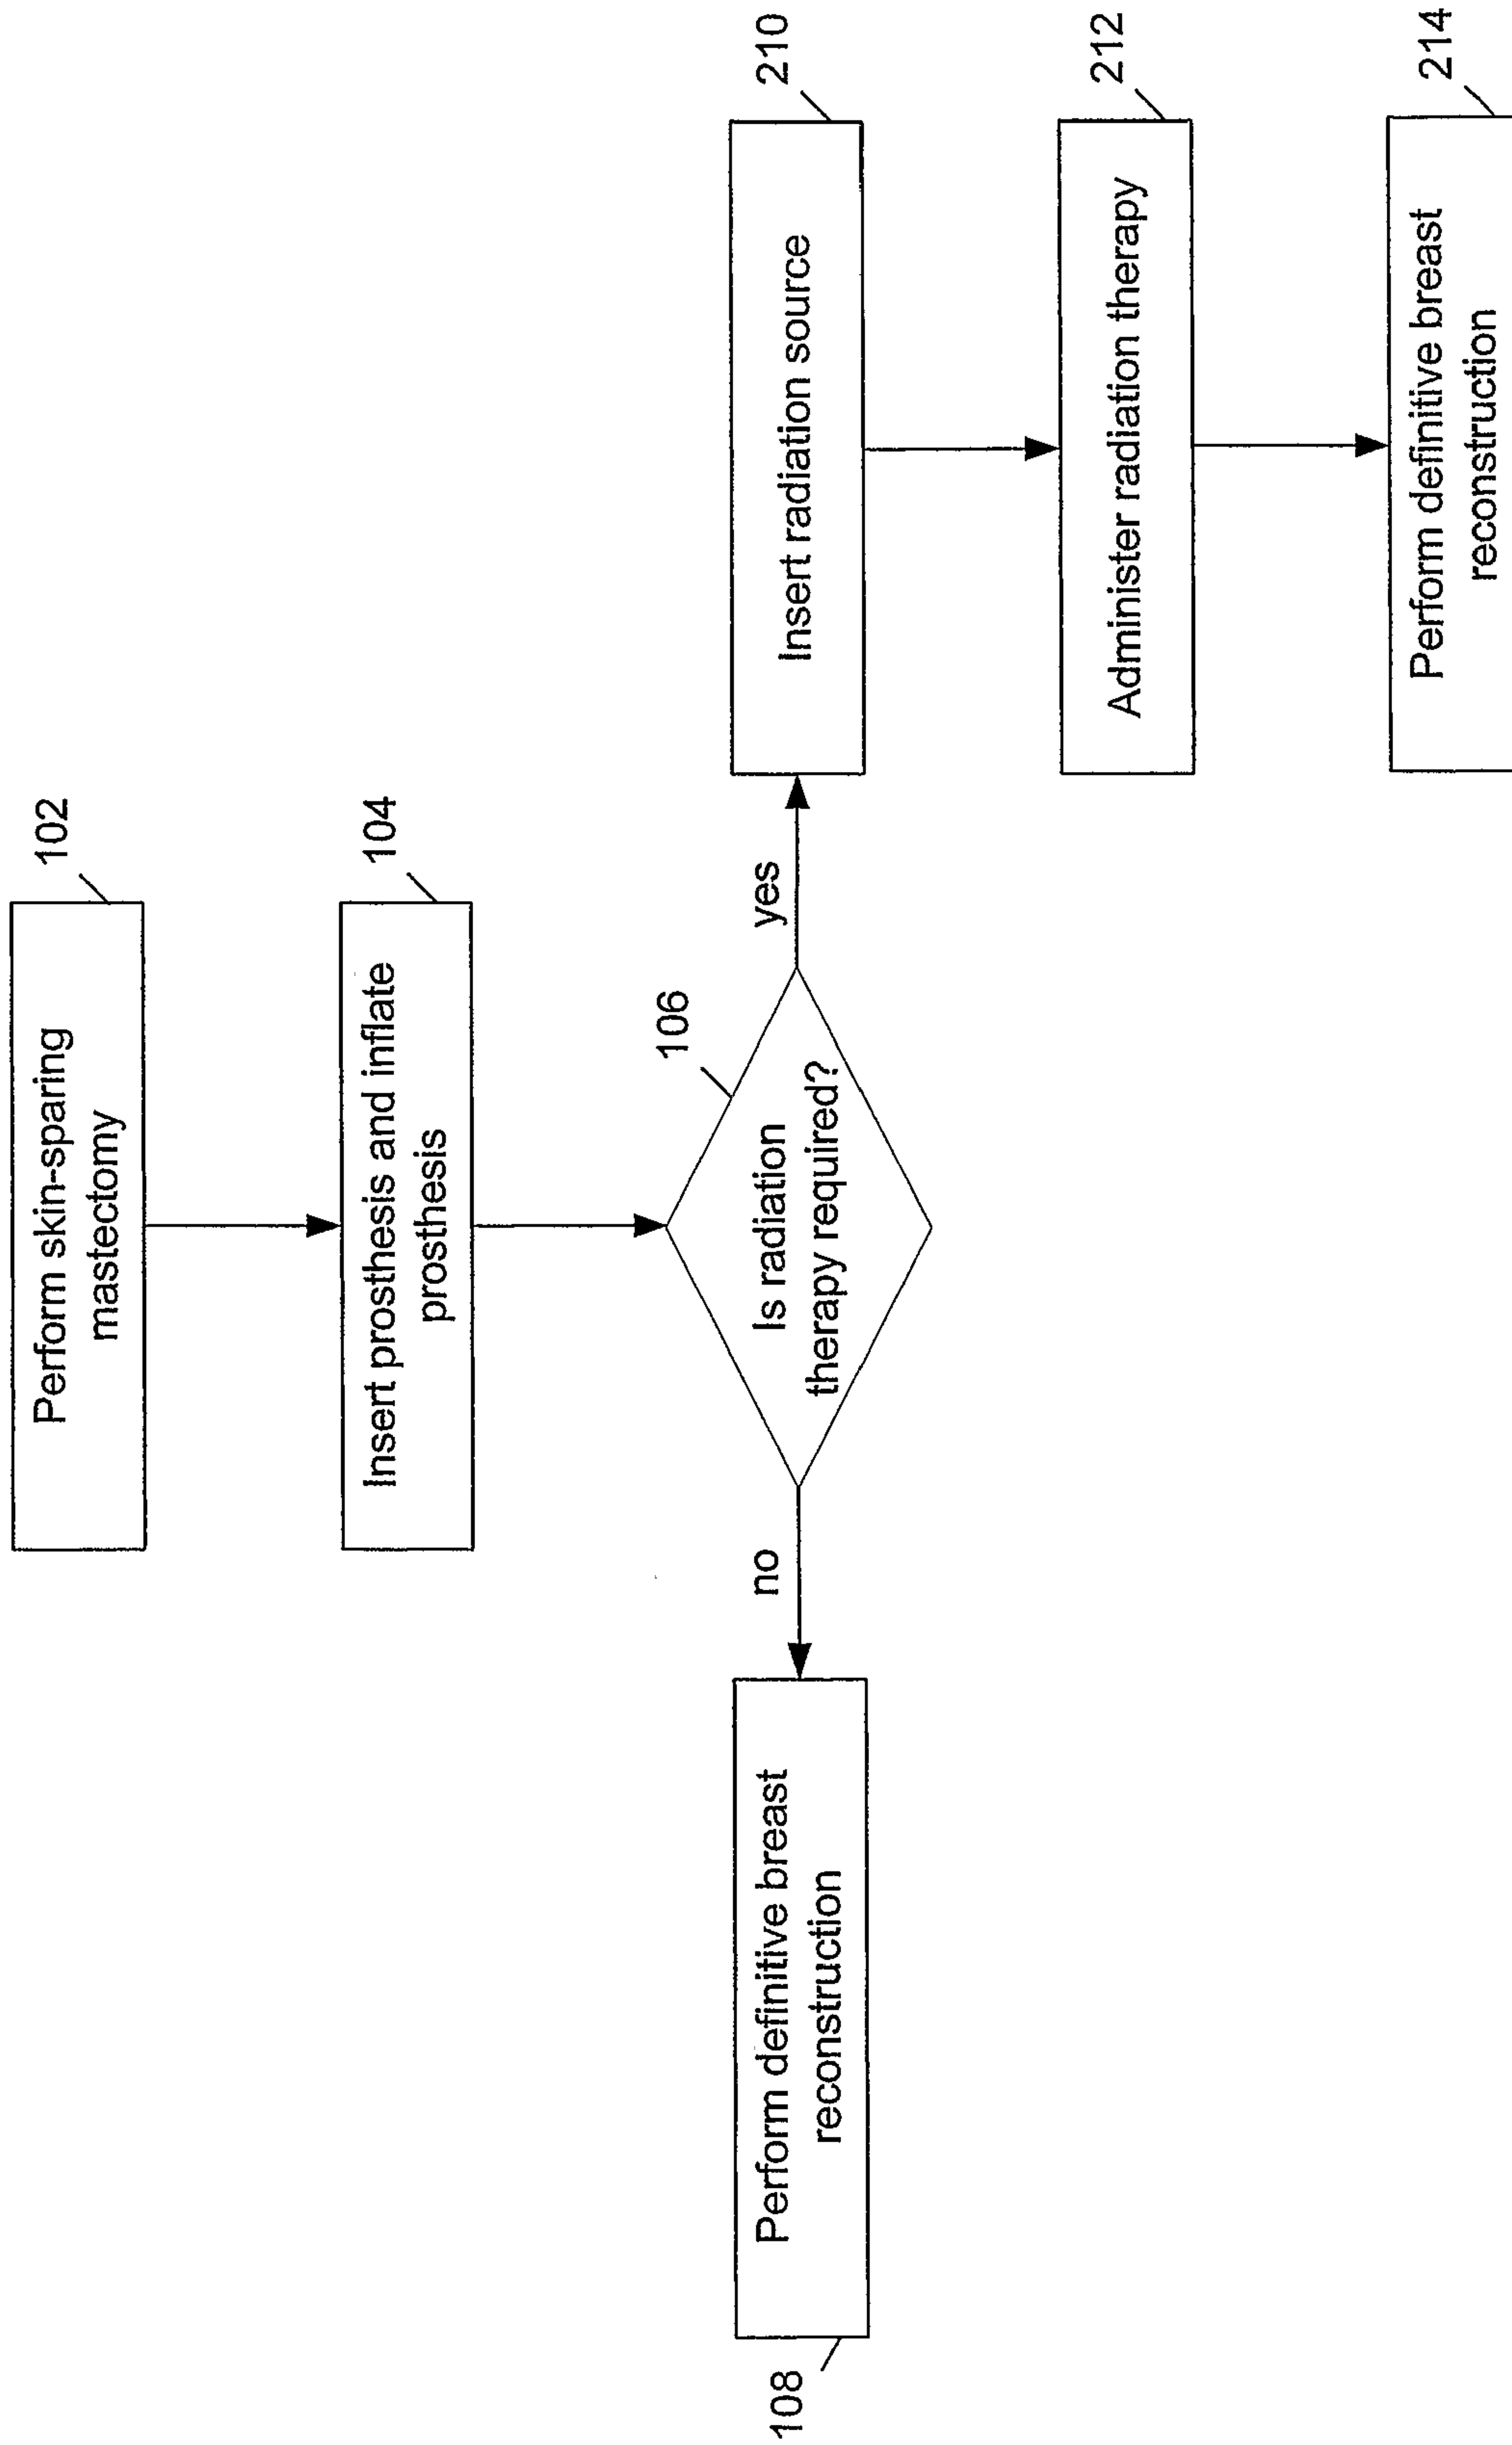 102
Perform skin-sparing
mastectomy
104
Insert prosthesis and inflate
prosthesis
106
Is radiation
therapy required?
no
yes
108
Perform definitive breast
reconstruction
210
Insert radiation source
212
Administer radiation therapy
214
Perform definitive breast
reconstruction